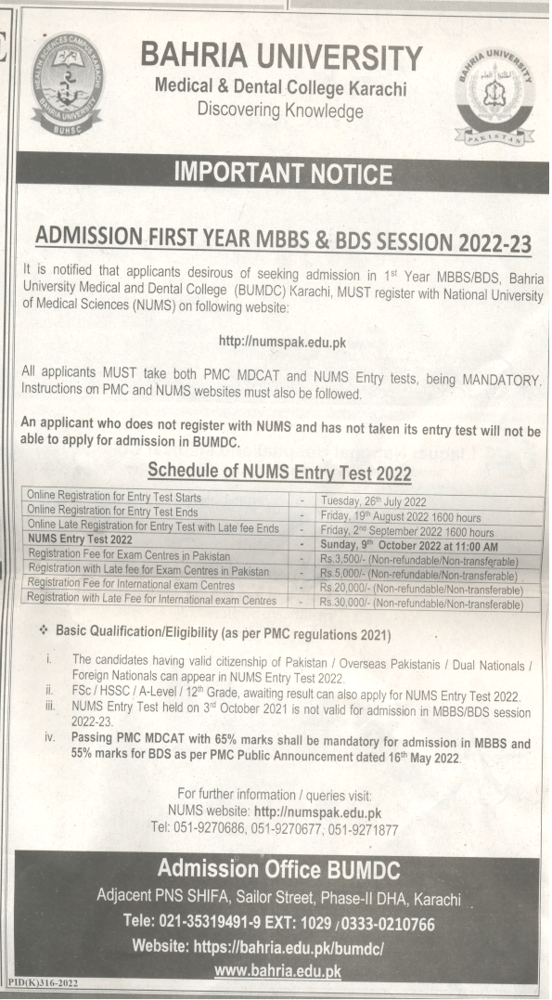 E
HEALTH SCIENCES CAMPUS KARACHI
BAHRIA UNIVERSITY
BUHSC
BAHRIA UNIVERSITY
Medical & Dental College Karachi
Discovering Knowledge
BAHRIA UNIVERSITY
PAKISTAN
IMPORTANT NOTICE
ADMISSION FIRST YEAR MBBS & BDS SESSION 2022-23
It is notified that applicants desirous of seeking admission in 1st Year MBBS/BDS, Bahria
University Medical and Dental College (BUMDC) Karachi, MUST register with National University
of Medical Sciences (NUMS) on following website:
http://numspak.edu.pk
All applicants MUST take both PMC MDCAT and NUMS Entry tests, being MANDATORY.
Instructions on PMC and NUMS websites must also be followed.
An applicant who does not register with NUMS and has not taken its entry test will not be
able to apply for admission in BUMDC.
Schedule of NUMS Entry Test 2022
Online Registration for Entry Test Starts - Tuesday, 26th July 2022
Online Registration for Entry Test Ends - Friday, 19th August 2022 1600 hours
Online Late Registration for Entry Test with Late fee Ends - Friday, 2nd September 2022 1600 hours
NUMS Entry Test 2022 - Sunday, 9th October 2022 at 11:00 AM
Registration Fee for Exam Centres in Pakistan - Rs.3,500/- (Non-refundable/Non-transferable)
Registration with Late fee for Exam Centres in Pakistan - Rs.5,000/- (Non-refundable/Non-transferable)
Registration Fee for International exam Centres - Rs.20,000/- (Non-refundable/Non-transferable)
Registration with Late Fee for International exam Centres - Rs.30,000/- (Non-refundable/Non-transferable)
❖ Basic Qualification/Eligibility (as per PMC regulations 2021)
i. The candidates having valid citizenship of Pakistan / Overseas Pakistanis / Dual Nationals /
Foreign Nationals can appear in NUMS Entry Test 2022.
ii. FSc / HSSC / A-Level / 12th Grade, awaiting result can also apply for NUMS Entry Test 2022.
iii. NUMS Entry Test held on 3rd October 2021 is not valid for admission in MBBS/BDS session
2022-23.
iv. Passing PMC MDCAT with 65% marks shall be mandatory for admission in MBBS and
55% marks for BDS as per PMC Public Announcement dated 16th May 2022.
For further information / queries visit:
NUMS website: http://numspak.edu.pk
Tel: 051-9270686, 051-9270677, 051-9271877
Admission Office BUMDC
Adjacent PNS SHIFA, Sailor Street, Phase-II DHA, Karachi
Tele: 021-35319491-9 EXT: 1029 / 0333-0210766
Website: https://bahria.edu.pk/bumdc/
www.bahria.edu.pk
PID(K)316-2022